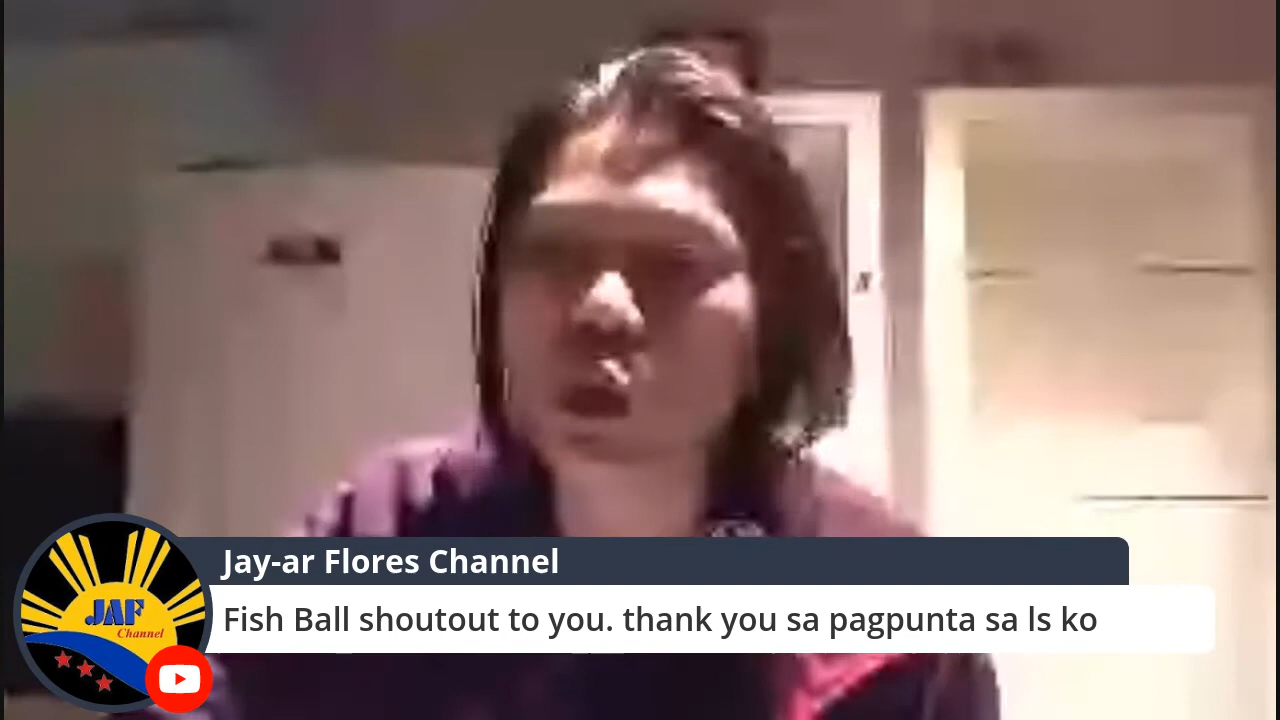 Jay-ar Flores Channel
Fish Ball shoutout to you. thank you sa pagpunta sa ls ko
JAF
Channel